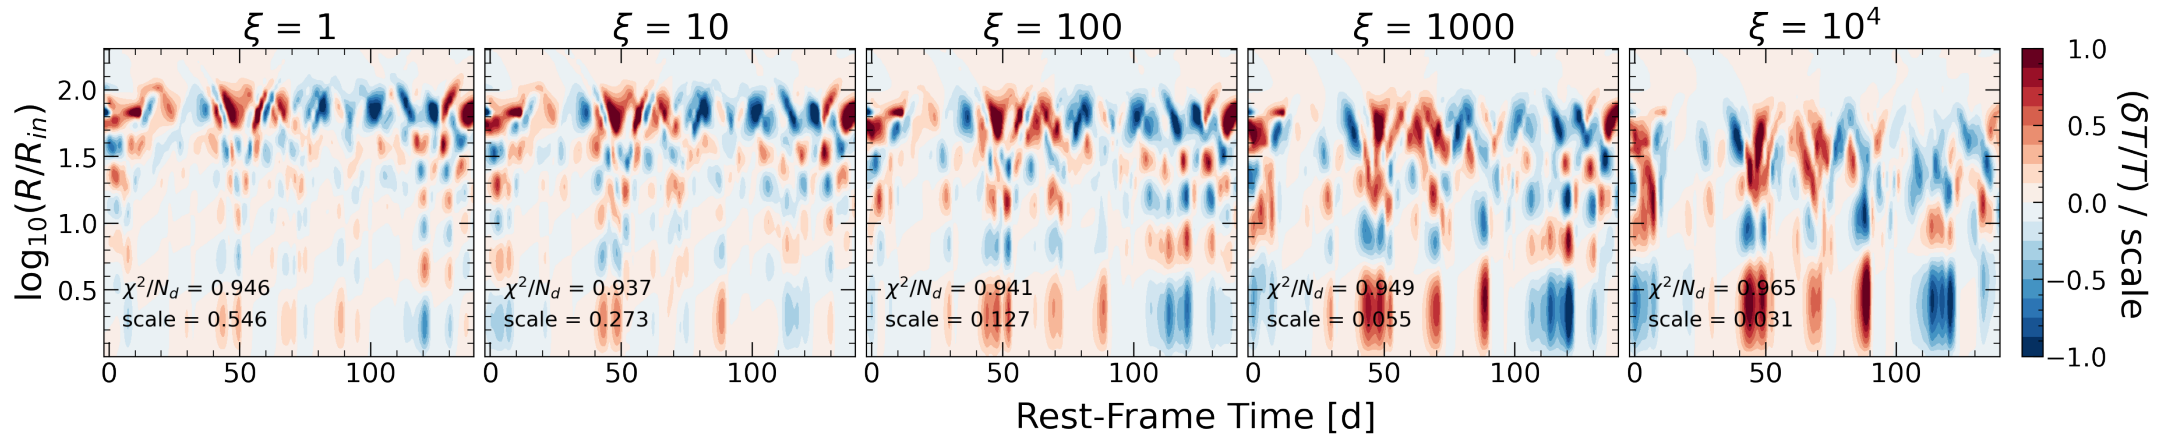 ξ = 1
ξ = 10
ξ = 100
ξ = 1000
ξ = 10⁴
log₁₀(R/Rᵢₙ)
2.0
1.5
1.0
0.5
χ²/N_d = 0.946
scale = 0.546
χ²/N_d = 0.937
scale = 0.273
χ²/N_d = 0.941
scale = 0.127
χ²/N_d = 0.949
scale = 0.055
χ²/N_d = 0.965
scale = 0.031
0 50 100
0 50 100
0 50 100
0 50 100
0 50 100
Rest-Frame Time [d]
1.0
0.5
0.0
−0.5
−1.0
(δT/T) / scale